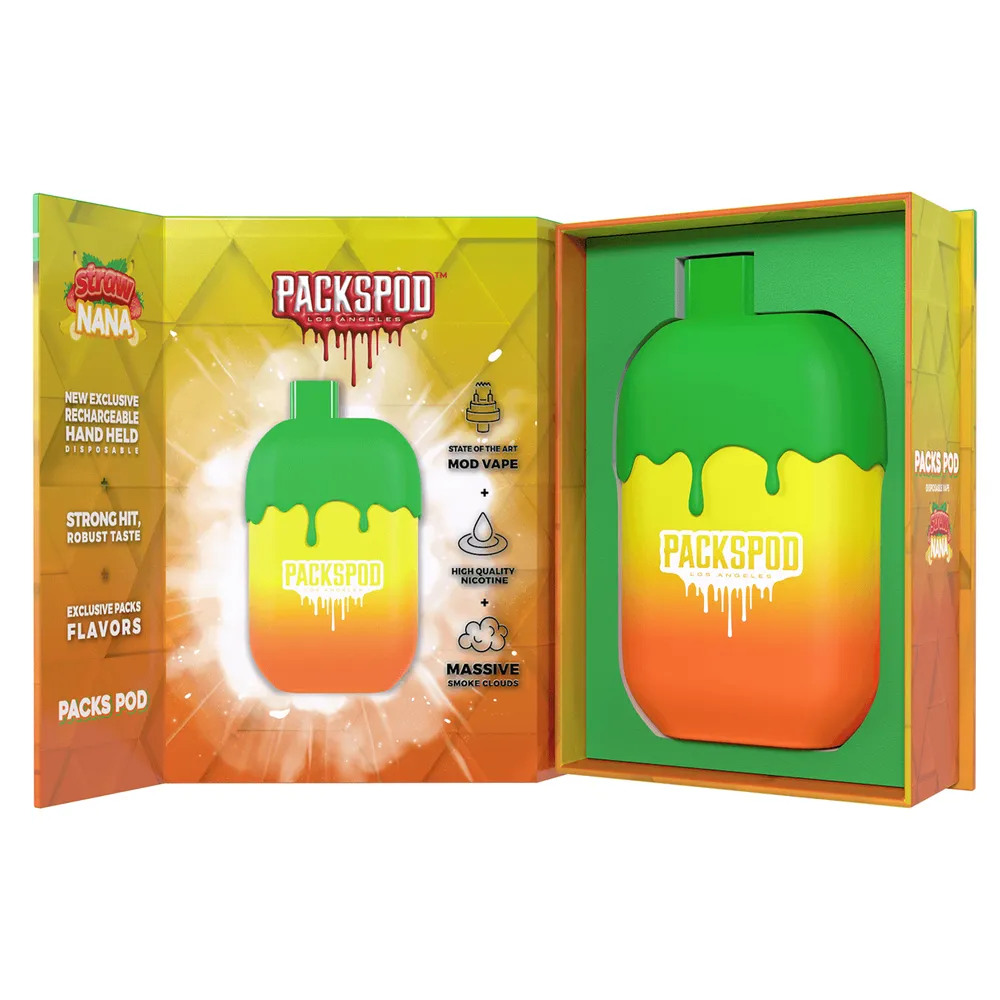 straw
NANA
NEW EXCLUSIVE
RECHARGEABLE
HAND HELD
DISPOSABLE
STRONG HIT,
ROBUST TASTE
EXCLUSIVE PACKS
FLAVORS
PACKS POD
PACKSPOD™
LOS ANGELES
PACKSPOD
LOS ANGELES
STATE OF THE ART
MOD VAPE
+
HIGH QUALITY
NICOTINE
+
MASSIVE
SMOKE CLOUDS
PACKSPOD
LOS ANGELES
PACKS POD
DISPOSABLE VAPE
straw
NANA